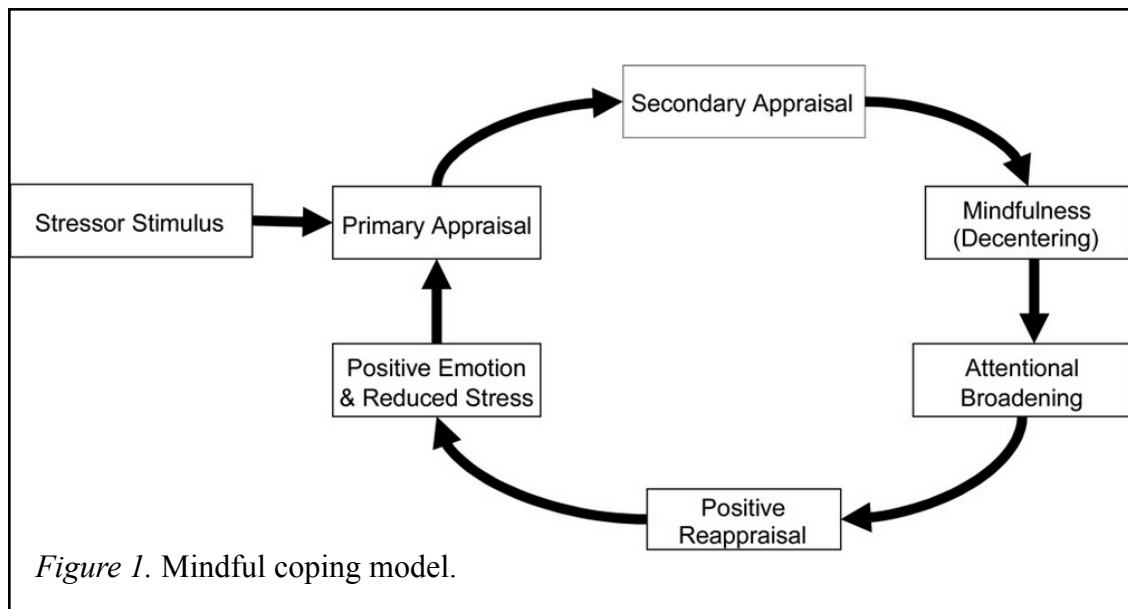 Secondary Appraisal
Stressor Stimulus
Primary Appraisal
Mindfulness
(Decentering)
Positive Emotion
& Reduced Stress
Attentional
Broadening
Positive
Reappraisal
Figure 1. Mindful coping model.